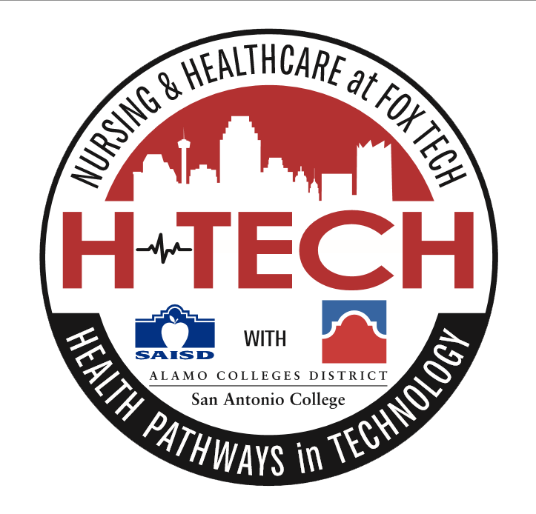 NURSING & HEALTHCARE at FOX TECH
H TECH
SAISD
WITH
ALAMO COLLEGES DISTRICT
San Antonio College
HEALTH PATHWAYS in TECHNOLOGY